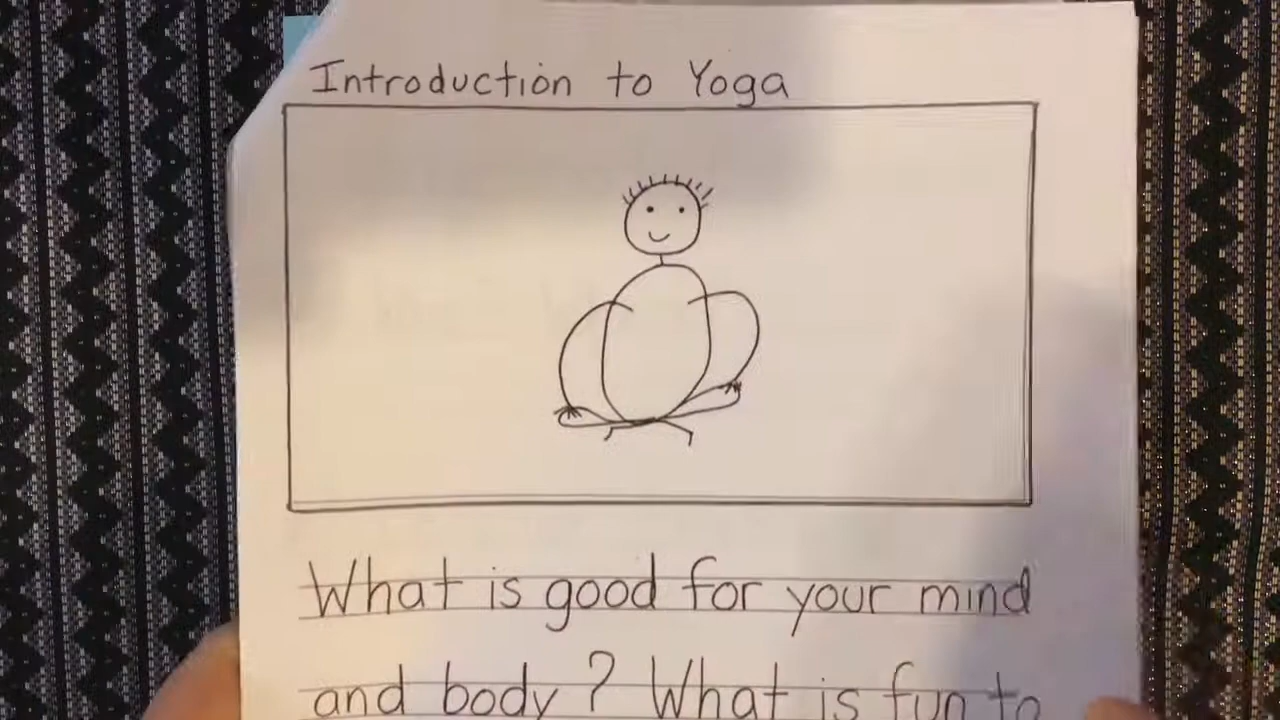 Introduction to Yoga
What is good for your mind
and body? What is fun to